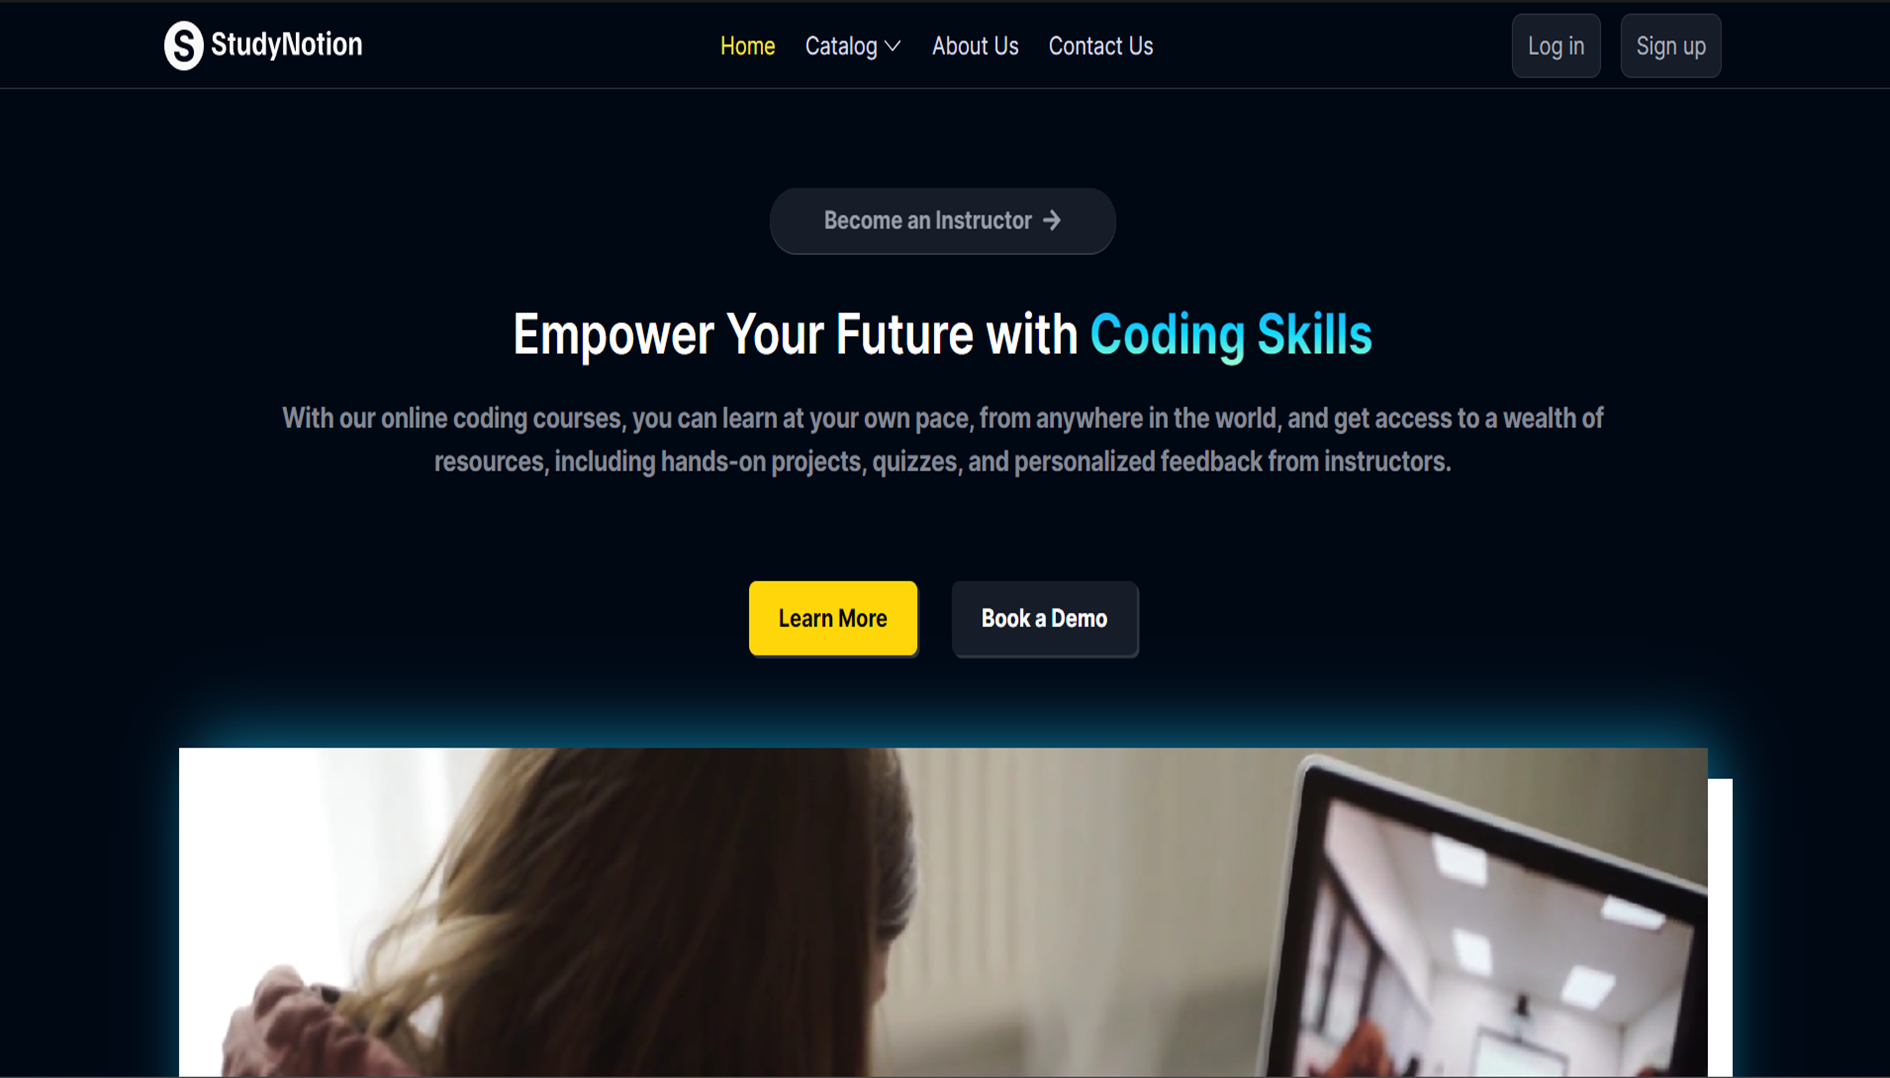 S StudyNotion
Home Catalog About Us Contact Us
Log in Sign up
Become an Instructor →
Empower Your Future with Coding Skills
With our online coding courses, you can learn at your own pace, from anywhere in the world, and get access to a wealth of
resources, including hands-on projects, quizzes, and personalized feedback from instructors.
Learn More Book a Demo